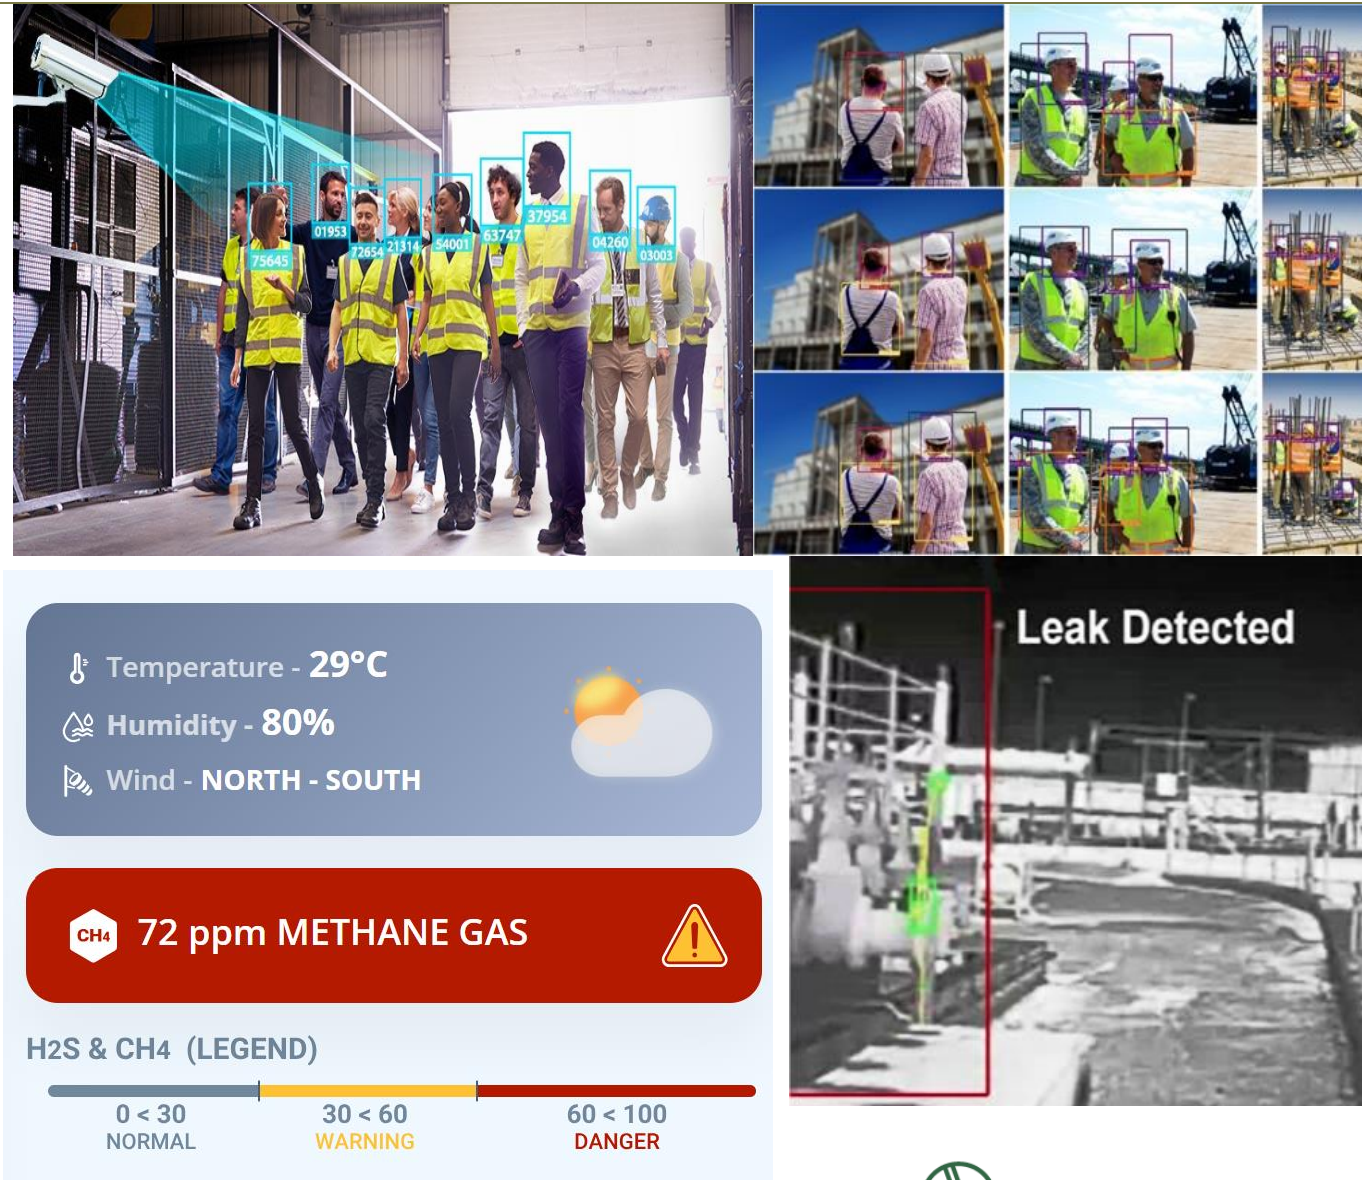 75645
01953
72654
21314
54001
63747
37954
04260
03003
Temperature - 29°C
Humidity - 80%
Wind - NORTH - SOUTH
CH4 72 ppm METHANE GAS
H2S & CH4 (LEGEND)
0 < 30 30 < 60 60 < 100
NORMAL WARNING DANGER
Leak Detected